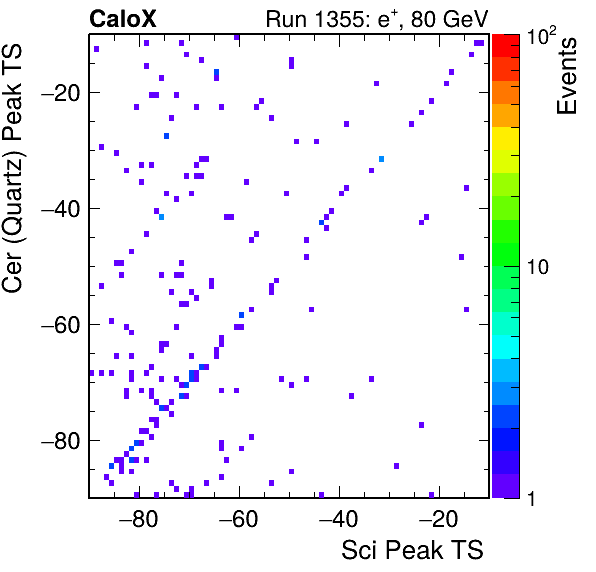 CaloX Run 1355: e⁺, 80 GeV
Cer (Quartz) Peak TS
−20
−40
−60
−80
−80 −60 −40 −20
Sci Peak TS
10²
10
1
Events